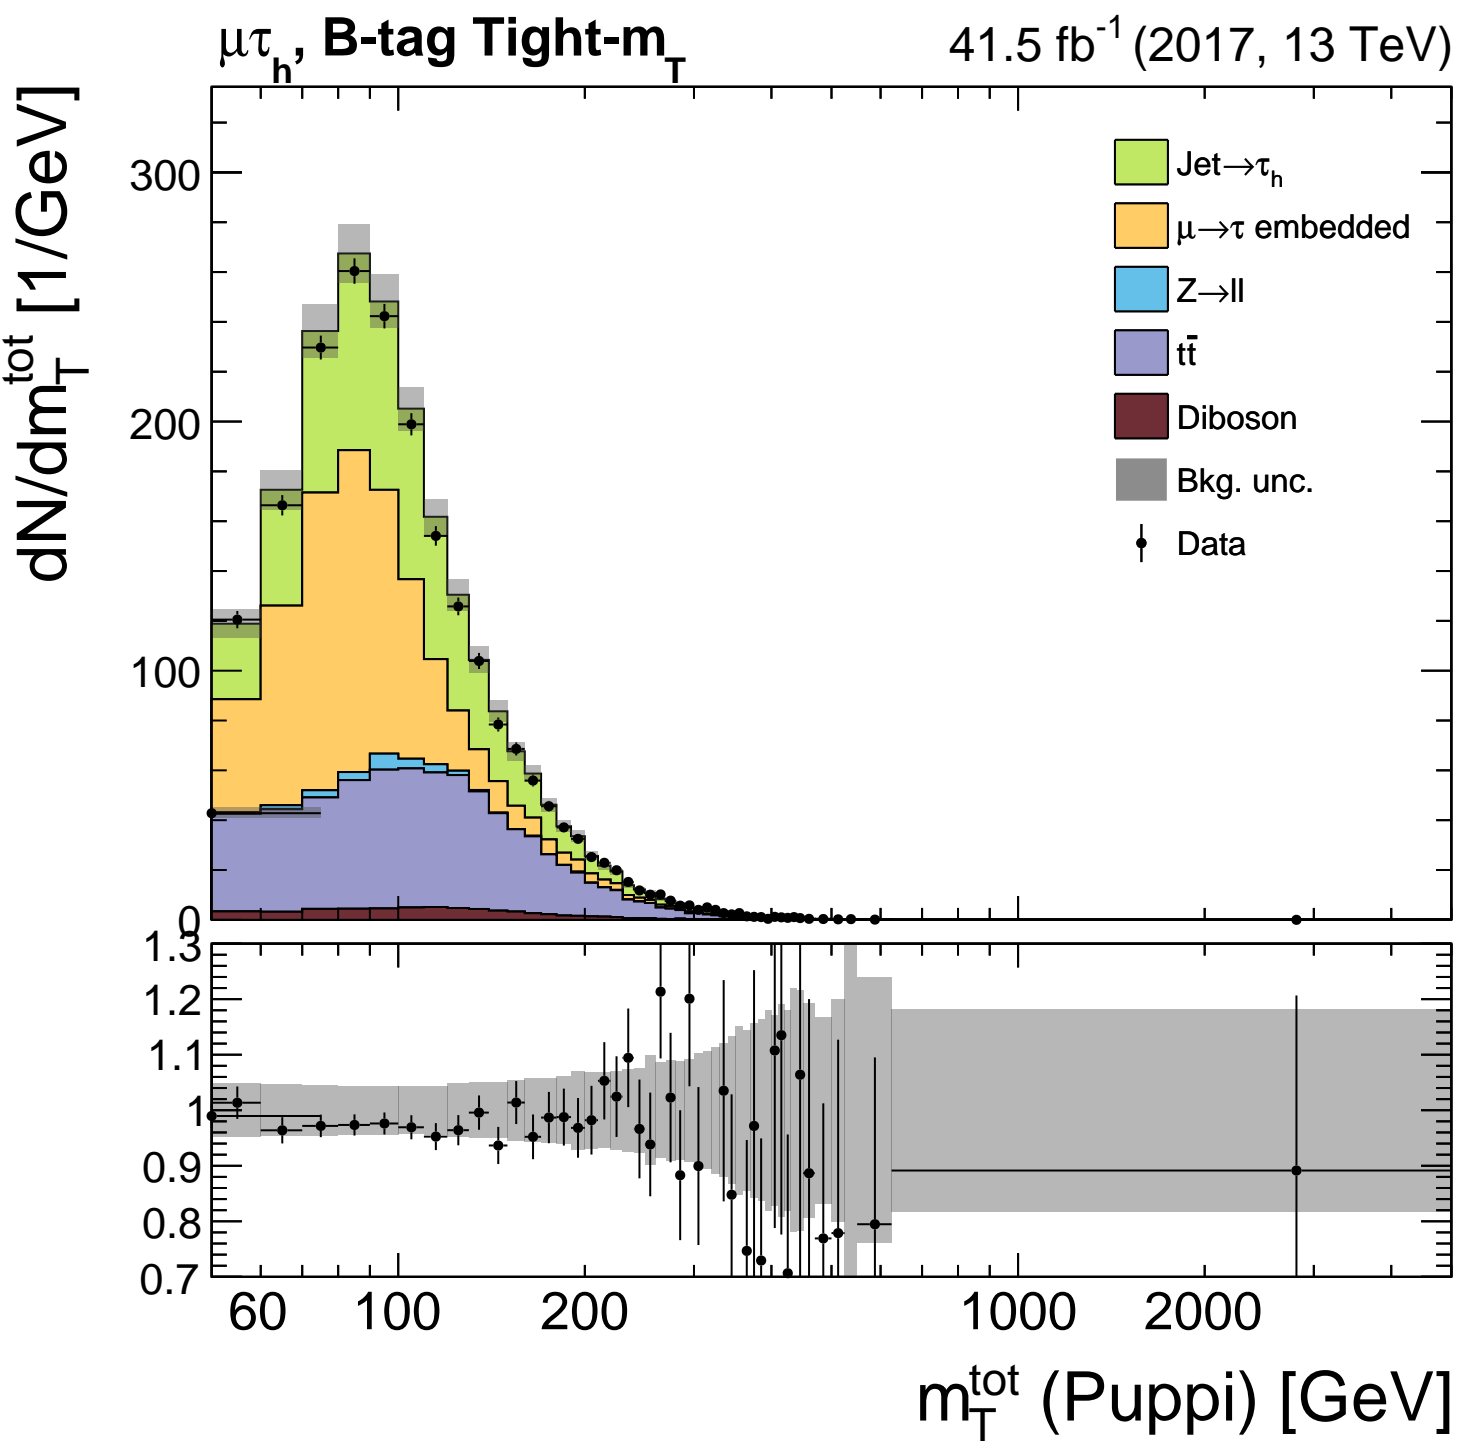 μτh, B-tag Tight-mT
41.5 fb-1 (2017, 13 TeV)
dN/dmTtot [1/GeV]
300
200
100
0
Jet→τh
μ→τ embedded
Z→ll
tt̄
Diboson
Bkg. unc.
Data
1.3
1.2
1.1
1
0.9
0.8
0.7
60 100 200 1000 2000
mTtot (Puppi) [GeV]